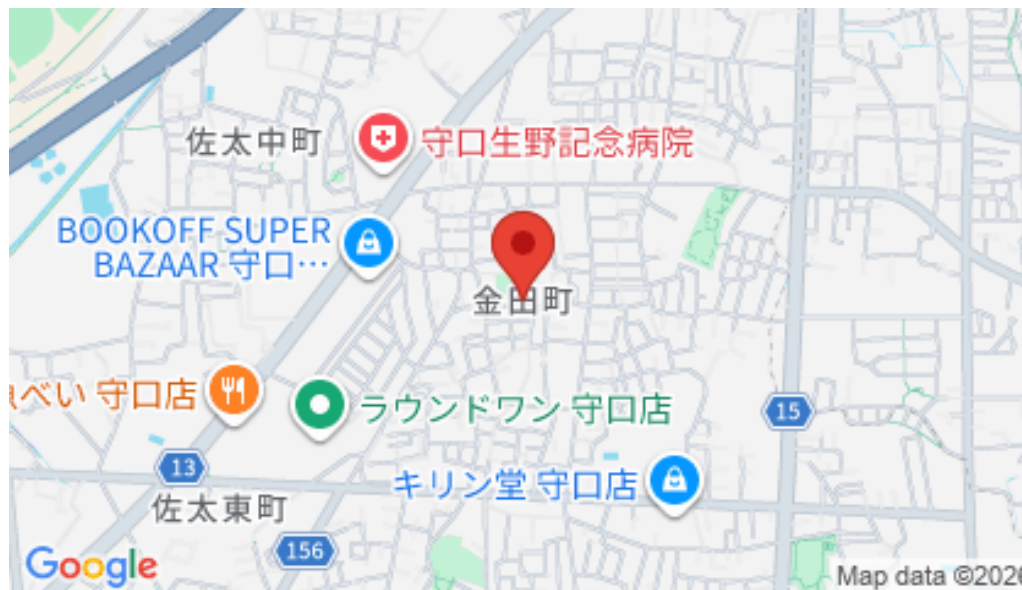 佐太中町
守口生野記念病院
BOOKOFF SUPER
BAZAAR 守口…
金田町
べい 守口店
ラウンドワン 守口店
15
13
キリン堂 守口店
佐太東町
156
Google
Map data ©2026